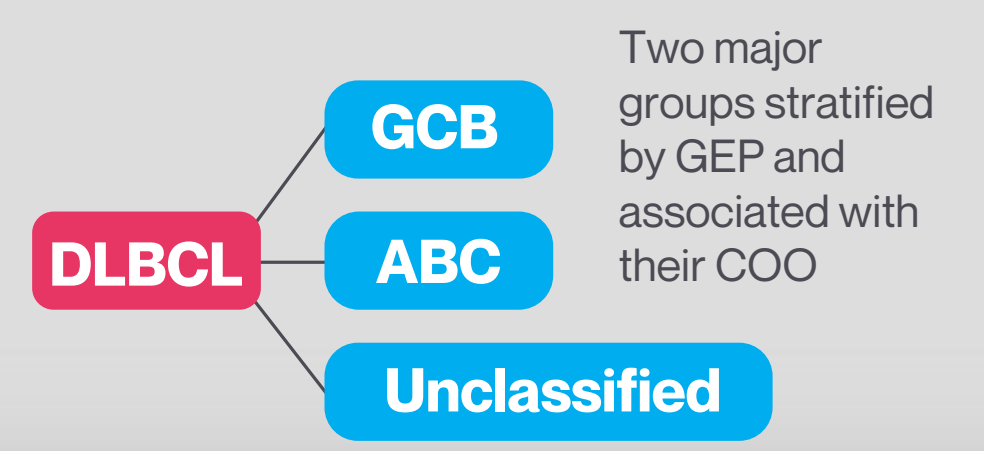 DLBCL
GCB
ABC
Unclassified
Two major
groups stratified
by GEP and
associated with
their COO